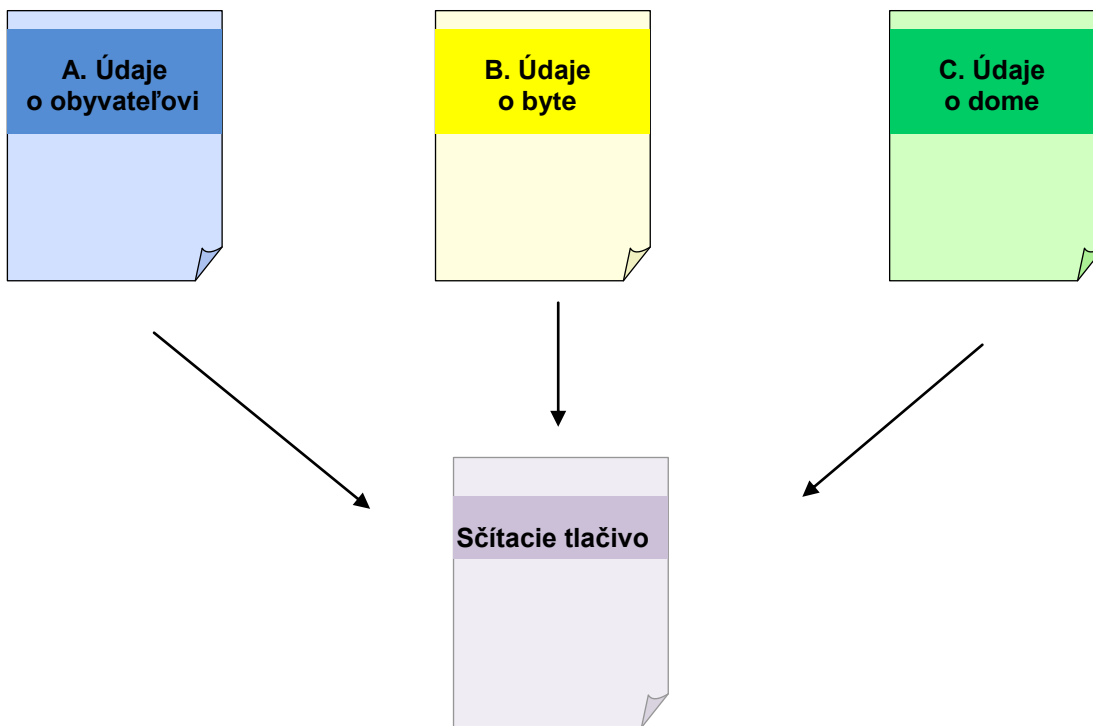 A. Údaje
o obyvateľovi
B. Údaje
o byte
C. Údaje
o dome
Sčítacie tlačivo